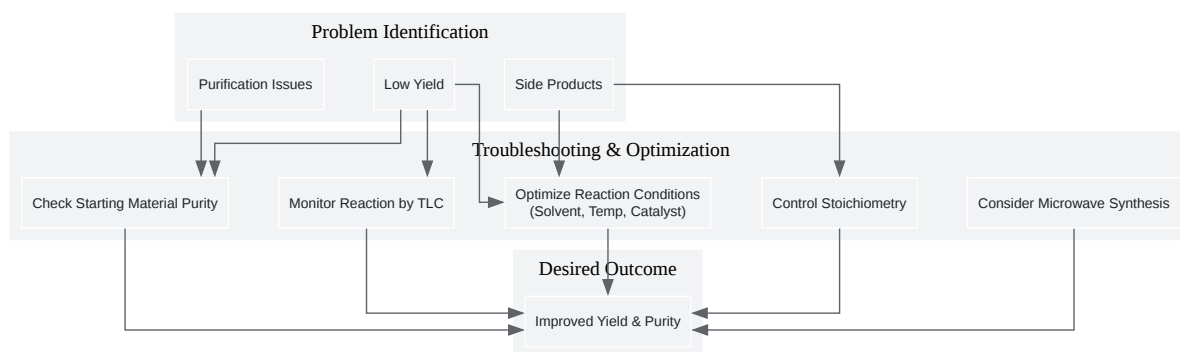 Problem Identification
Purification Issues
Low Yield
Side Products
Troubleshooting & Optimization
Check Starting Material Purity
Monitor Reaction by TLC
Optimize Reaction Conditions
(Solvent, Temp, Catalyst)
Control Stoichiometry
Consider Microwave Synthesis
Desired Outcome
Improved Yield & Purity